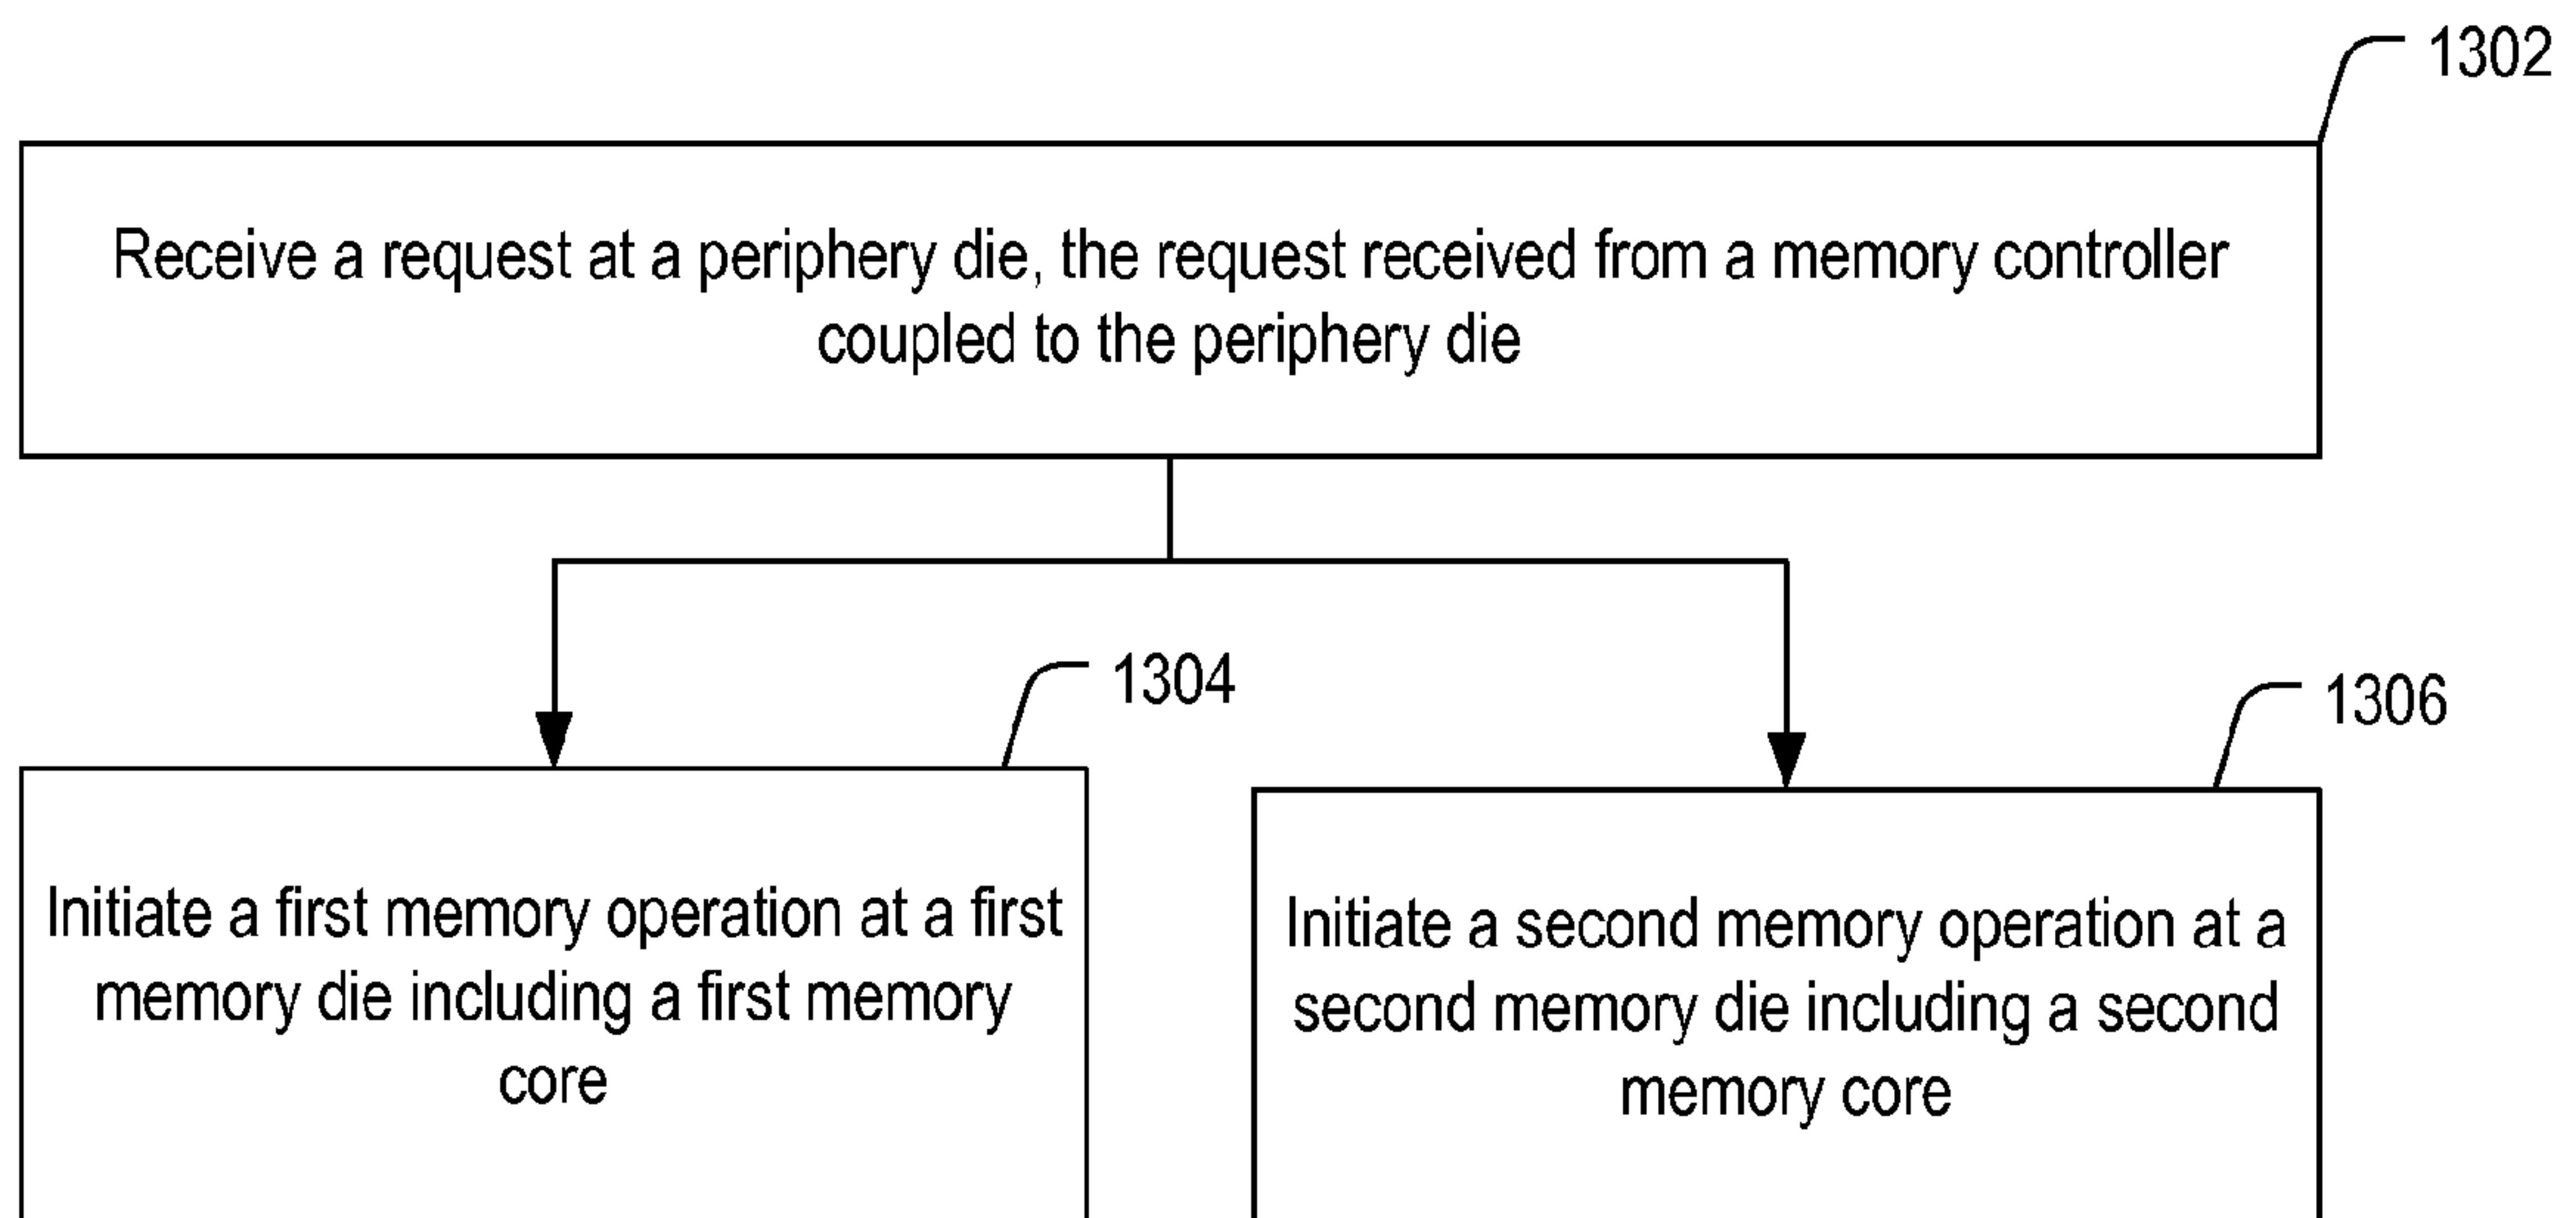 1302
Receive a request at a periphery die, the request received from a memory controller
coupled to the periphery die
1304
1306
Initiate a first memory operation at a first
memory die including a first memory
core
Initiate a second memory operation at a
second memory die including a second
memory core